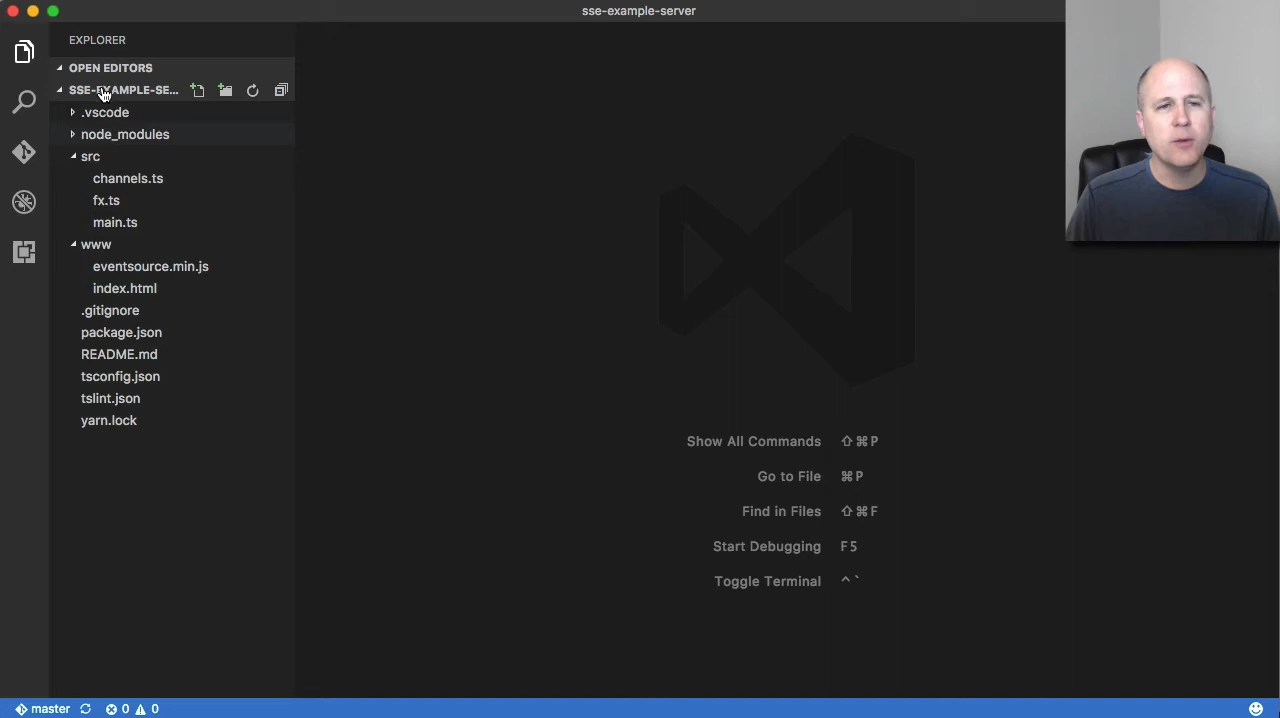 sse-example-server
EXPLORER
OPEN EDITORS
SSE-EXAMPLE-SE...
.vscode
node_modules
src
channels.ts
fx.ts
main.ts
www
eventsource.min.js
index.html
.gitignore
package.json
README.md
tsconfig.json
tslint.json
yarn.lock
Show All Commands ⇧⌘P
Go to File ⌘P
Find in Files ⇧⌘F
Start Debugging F5
Toggle Terminal ^`
master 0 0